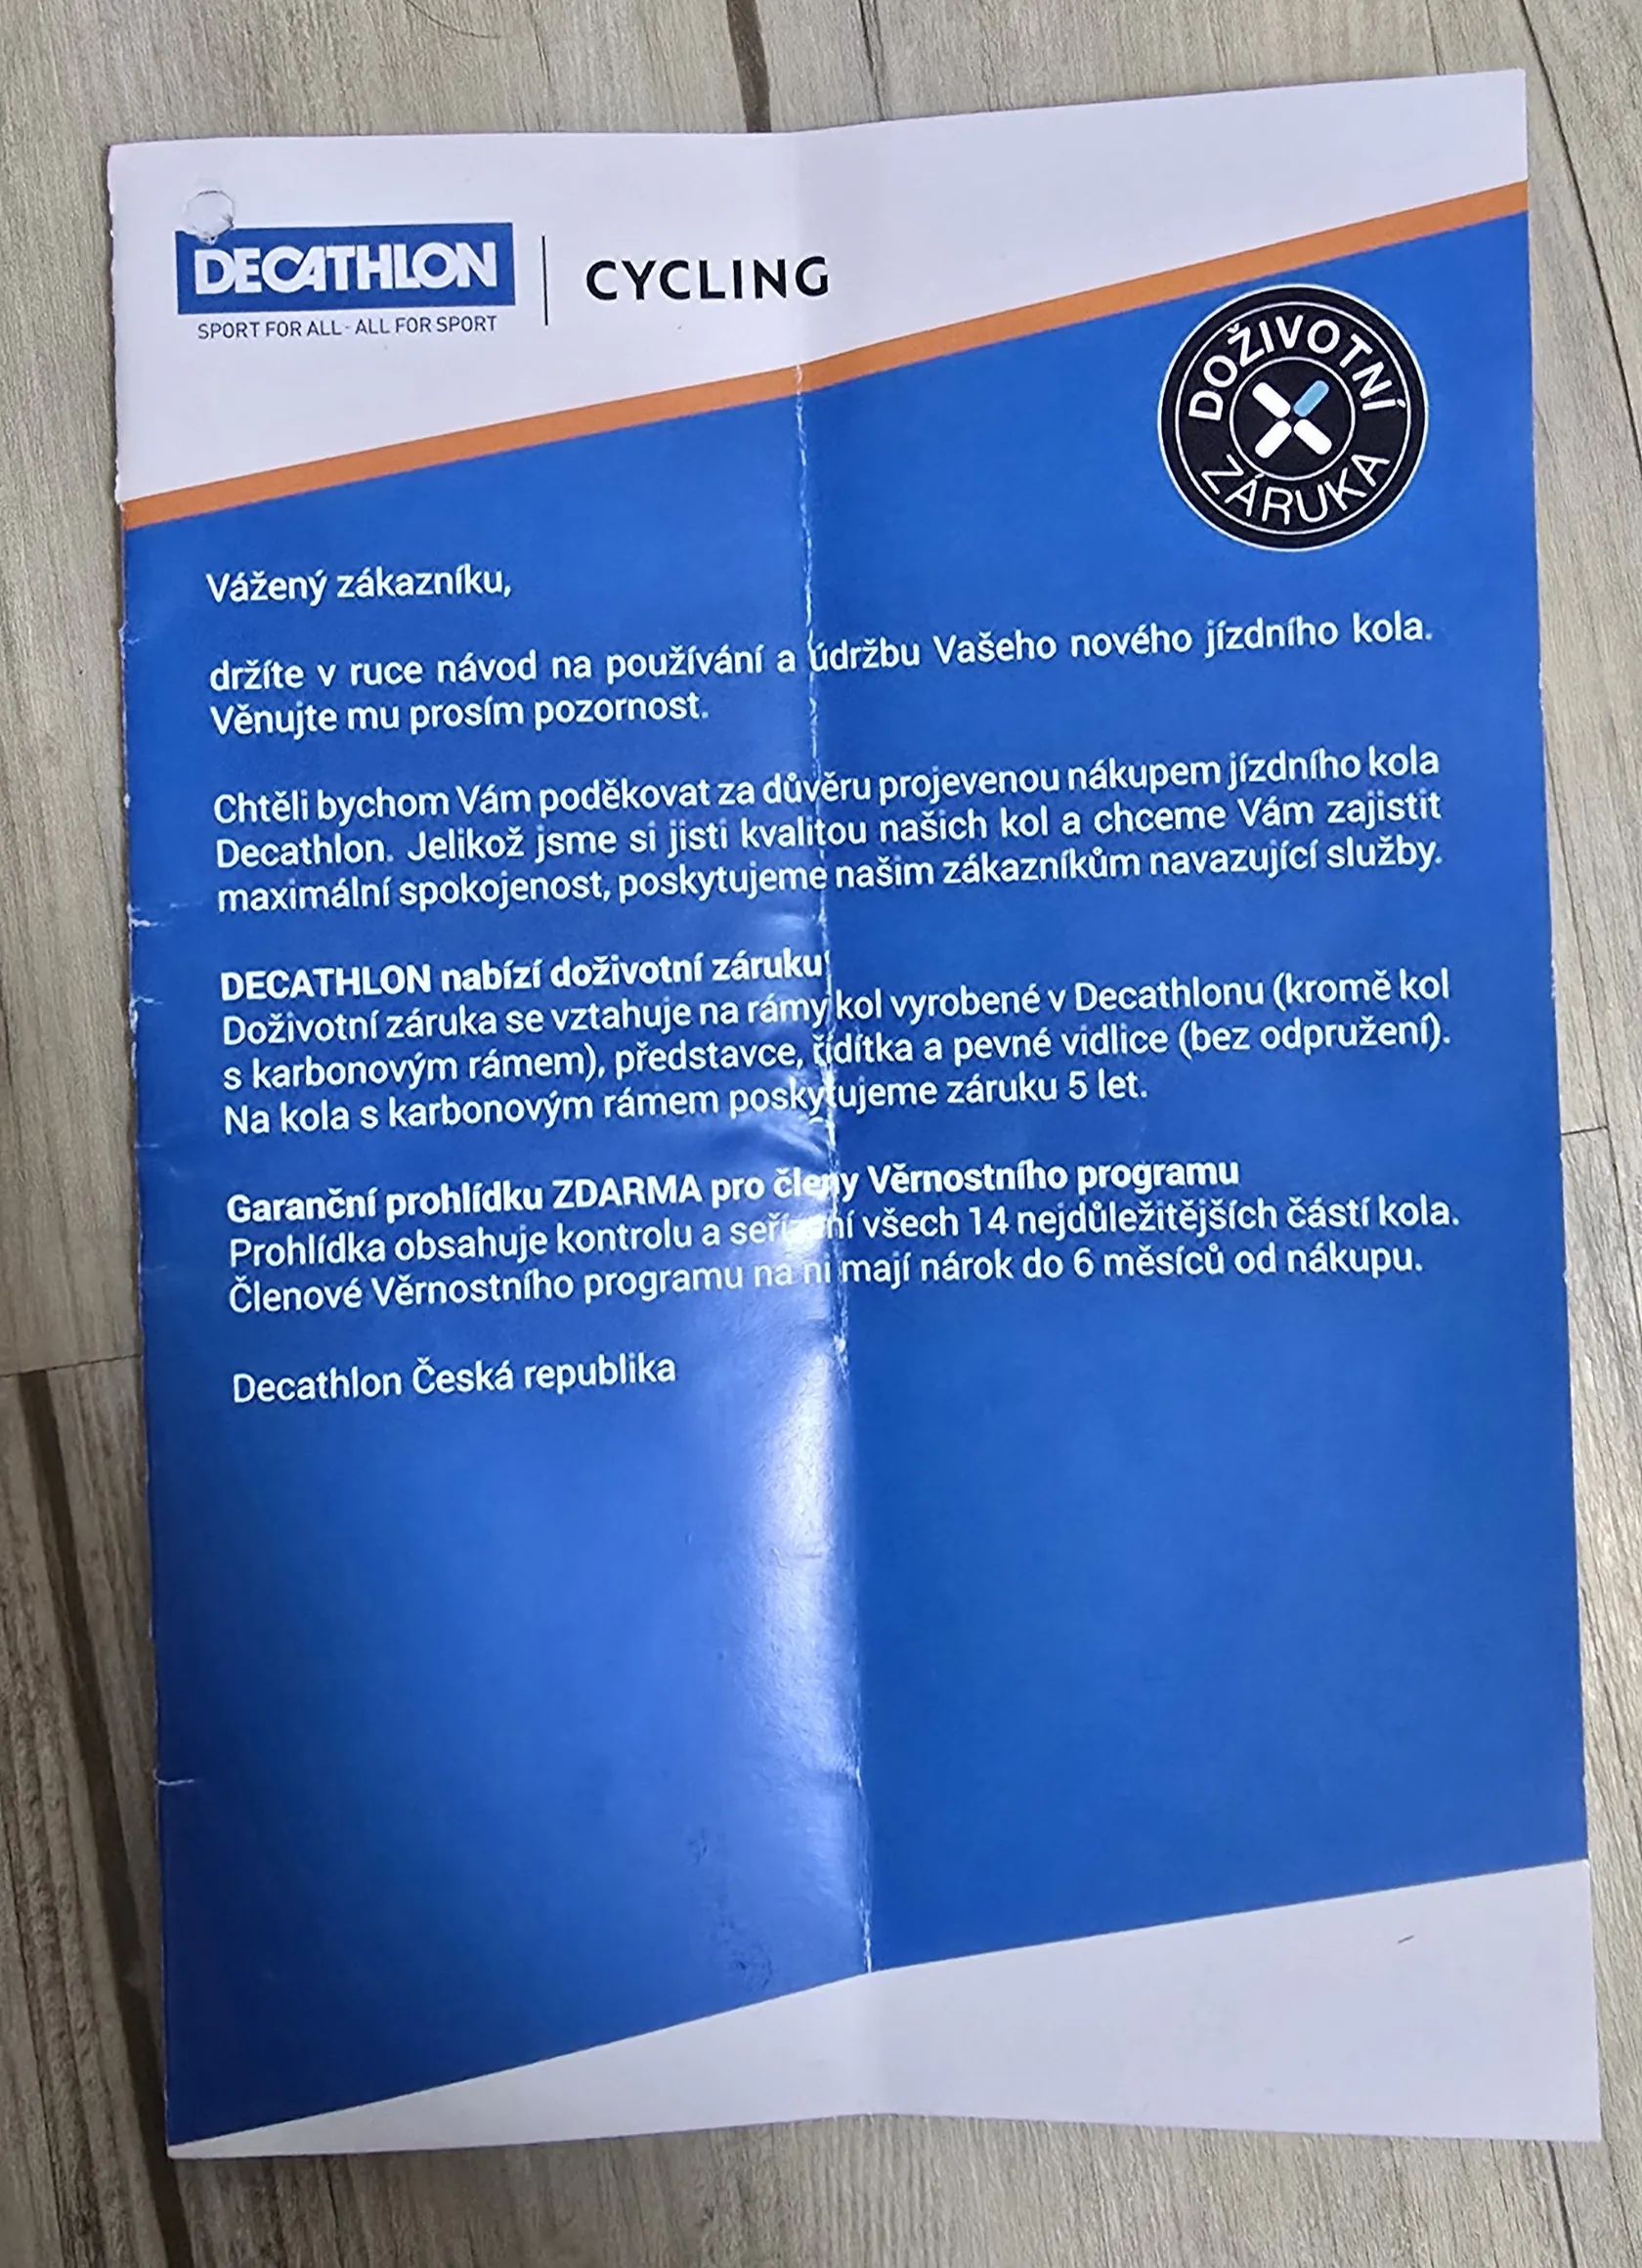 DECATHLON
SPORT FOR ALL - ALL FOR SPORT
CYCLING
DOŽIVOTNÍ
ZÁRUKA
Vážený zákazníku,
držíte v ruce návod na používání a údržbu Vašeho nového jízdního kola.
Věnujte mu prosím pozornost.
Chtěli bychom Vám poděkovat za důvěru projevenou nákupem jízdního kola
Decathlon. Jelikož jsme si jisti kvalitou našich kol a chceme Vám zajistit
maximální spokojenost, poskytujeme našim zákazníkům navazující služby.
DECATHLON nabízí doživotní záruku
Doživotní záruka se vztahuje na rámy kol vyrobené v Decathlonu (kromě kol
s karbonovým rámem), představce, řídítka a pevné vidlice (bez odpružení).
Na kola s karbonovým rámem poskytujeme záruku 5 let.
Garanční prohlídku ZDARMA pro členy Věrnostního programu
Prohlídka obsahuje kontrolu a seřízení všech 14 nejdůležitějších částí kola.
Členové Věrnostního programu na ni mají nárok do 6 měsíců od nákupu.
Decathlon Česká republika